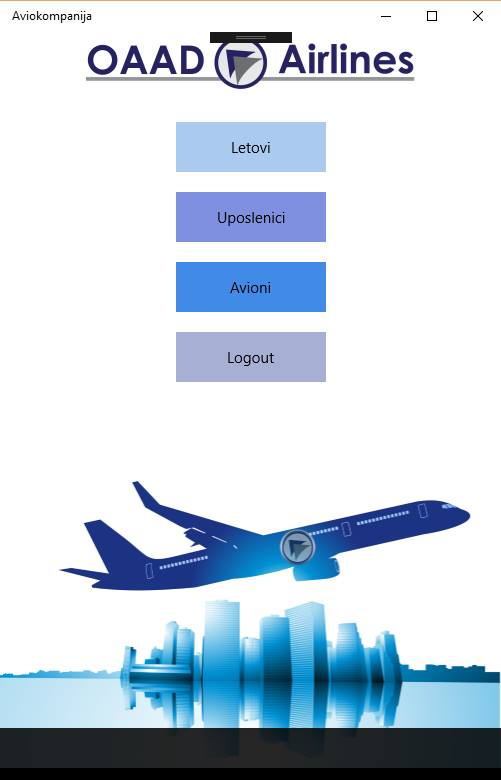 Aviokompanija
OAAD Airlines
Letovi
Uposlenici
Avioni
Logout